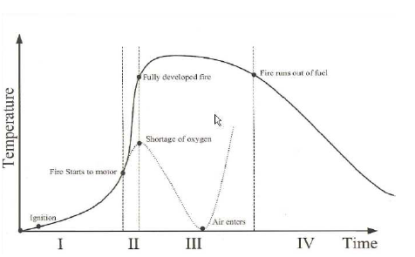 Temperature
Fully developed fire
Fire runs out of fuel
Shortage of oxygen
Fire Starts to motor
Ignition
Air enters
I
II
III
IV
Time